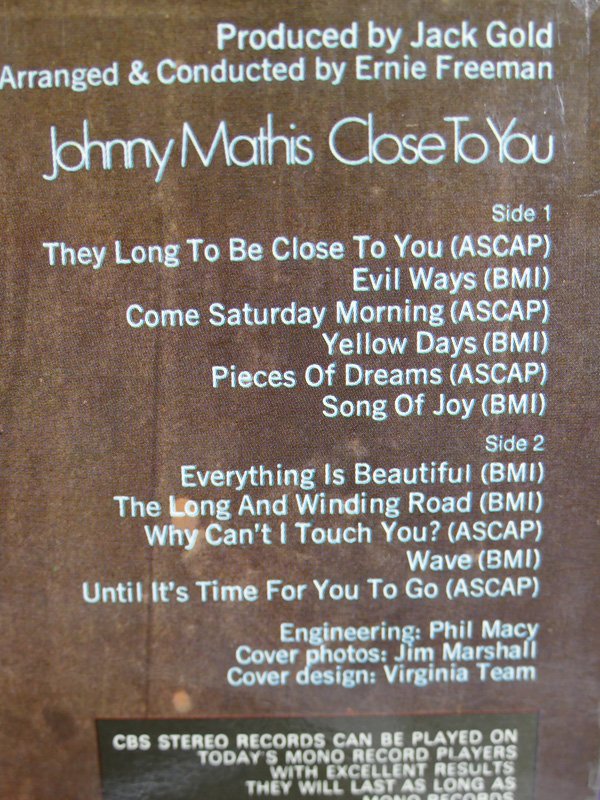 Produced by Jack Gold
Arranged & Conducted by Ernie Freeman
Johnny Mathis Close To You
Side 1
They Long To Be Close To You (ASCAP)
Evil Ways (BMI)
Come Saturday Morning (ASCAP)
Yellow Days (BMI)
Pieces Of Dreams (ASCAP)
Song Of Joy (BMI)
Side 2
Everything Is Beautiful (BMI)
The Long And Winding Road (BMI)
Why Can't I Touch You? (ASCAP)
Wave (BMI)
Until It's Time For You To Go (ASCAP)
Engineering: Phil Macy
Cover photos: Jim Marshall
Cover design: Virginia Team
CBS STEREO RECORDS CAN BE PLAYED ON
TODAY'S MONO RECORD PLAYERS
WITH EXCELLENT RESULTS
THEY WILL LAST AS LONG AS
MONO RECORDS